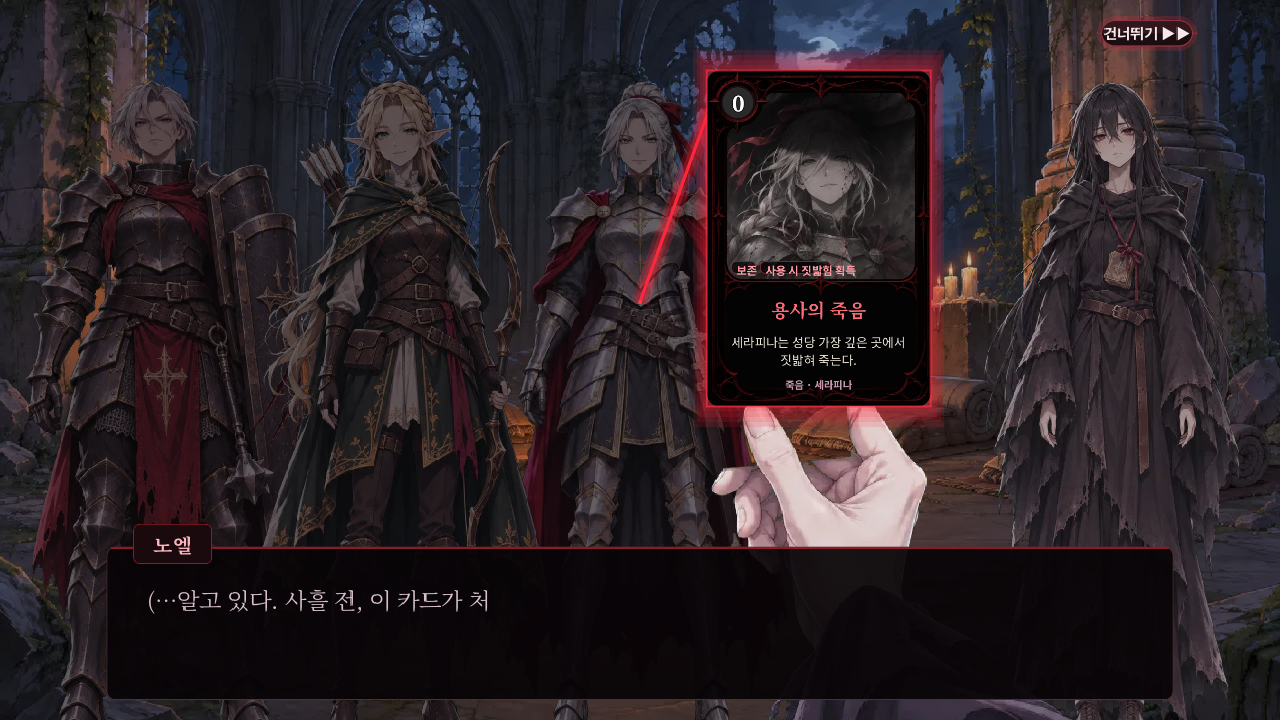 건너뛰기 ▶▶
0
보존 사용 시 짓밟힘 획득
용사의 죽음
세라피나는 성당 가장 깊은 곳에서
짓밟혀 죽는다.
죽음 · 세라피나
노엘
(…알고 있다. 사흘 전, 이 카드가 처